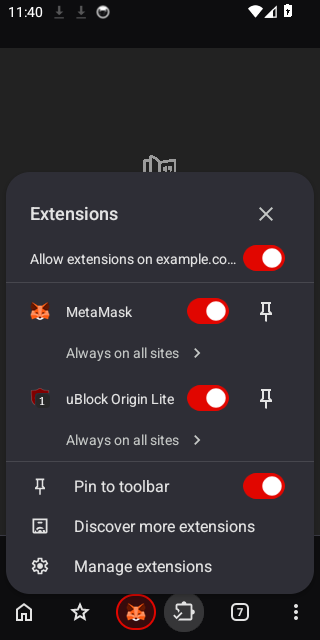 11:40
Extensions
Allow extensions on example.co...
MetaMask
Always on all sites
1
uBlock Origin Lite
Always on all sites
Pin to toolbar
Discover more extensions
Manage extensions
7